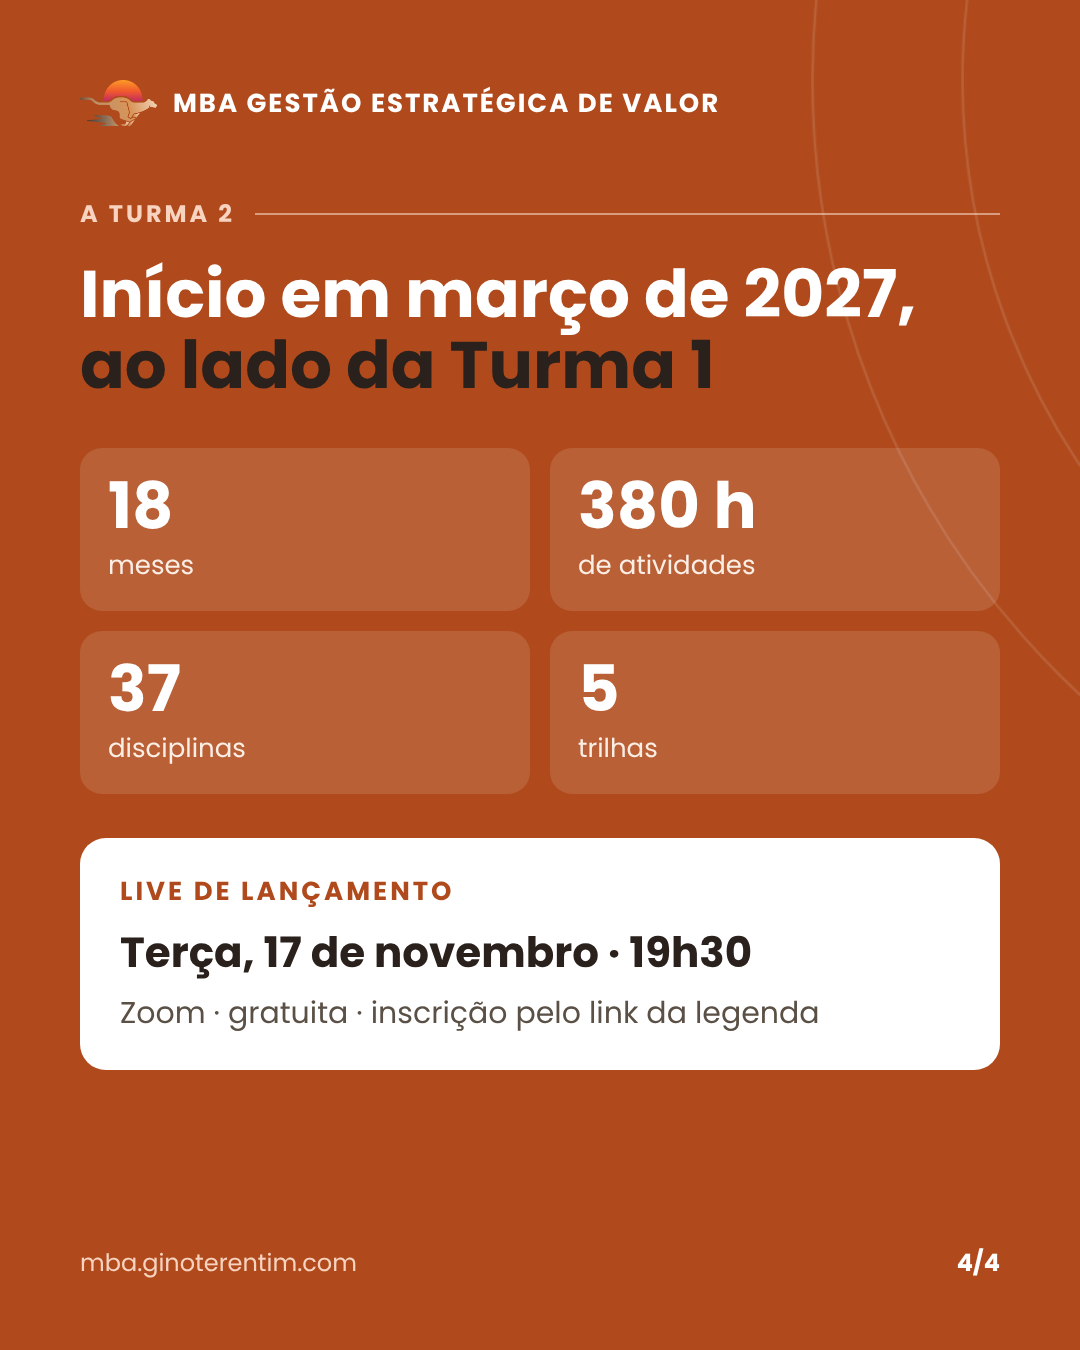 MBA GESTÃO ESTRATÉGICA DE VALOR
A TURMA 2
Início em março de 2027,
ao lado da Turma 1
18
meses
380 h
de atividades
37
disciplinas
5
trilhas
LIVE DE LANÇAMENTO
Terça, 17 de novembro · 19h30
Zoom · gratuita · inscrição pelo link da legenda
mba.ginoterentim.com
4/4